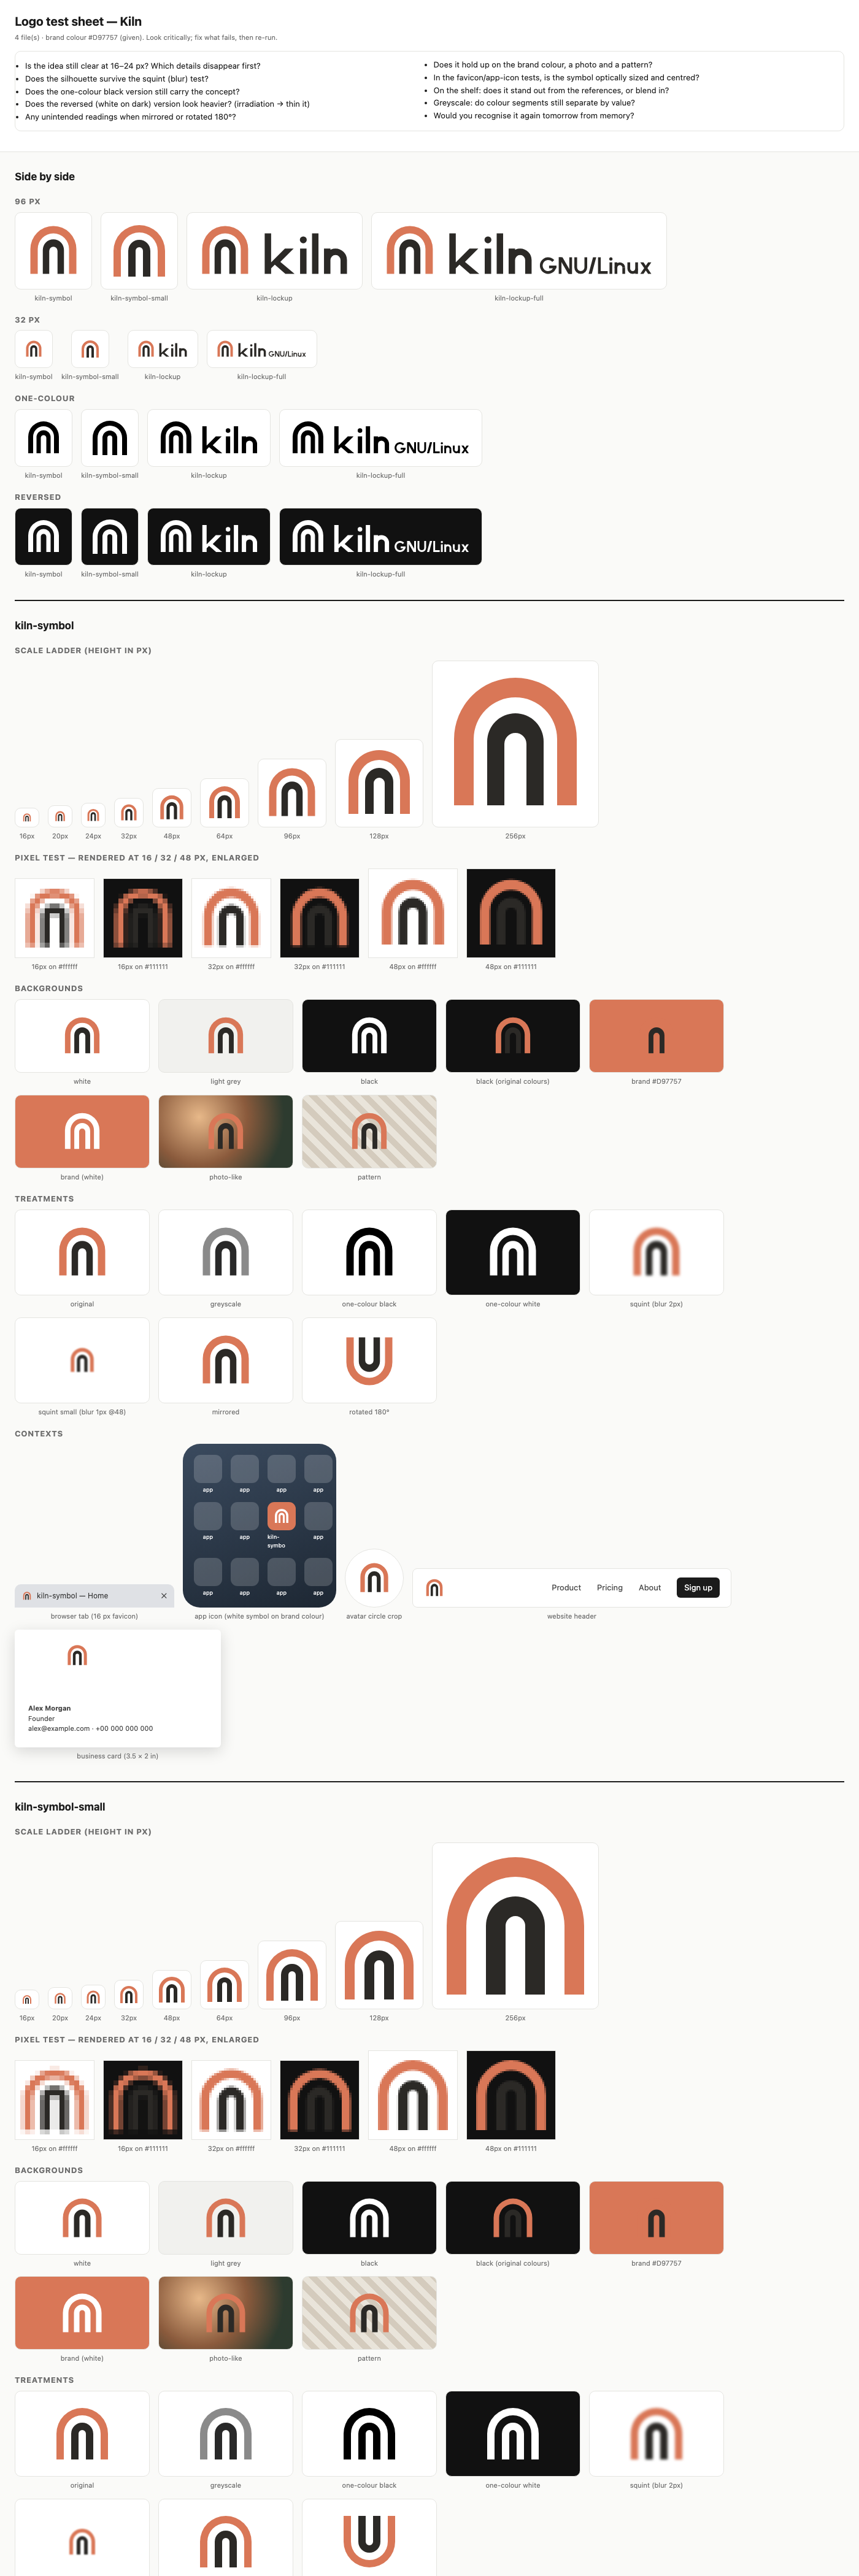 Logo test sheet — Kiln
4 file(s) · brand colour #D97757 (given). Look critically; fix what fails, then re-run.
• Is the idea still clear at 16–24 px? Which details disappear first?
• Does the silhouette survive the squint (blur) test?
• Does the one-colour black version still carry the concept?
• Does the reversed (white on dark) version look heavier? (irradiation → thin it)
• Any unintended readings when mirrored or rotated 180°?
• Does it hold up on the brand colour, a photo and a pattern?
• In the favicon/app-icon tests, is the symbol optically sized and centred?
• On the shelf: does it stand out from the references, or blend in?
• Greyscale: do colour segments still separate by value?
• Would you recognise it again tomorrow from memory?
Side by side
96 PX
kiln kiln GNU/Linux
kiln-symbol kiln-symbol-small kiln-lockup kiln-lockup-full
32 PX
kiln kiln GNU/Linux
kiln-symbol kiln-symbol-small kiln-lockup kiln-lockup-full
ONE-COLOUR
kiln kiln GNU/Linux
kiln-symbol kiln-symbol-small kiln-lockup kiln-lockup-full
REVERSED
kiln kiln GNU/Linux
kiln-symbol kiln-symbol-small kiln-lockup kiln-lockup-full
kiln-symbol
SCALE LADDER (HEIGHT IN PX)
16px 20px 24px 32px 48px 64px 96px 128px 256px
PIXEL TEST — RENDERED AT 16 / 32 / 48 PX, ENLARGED
16px on #ffffff 16px on #111111 32px on #ffffff 32px on #111111 48px on #ffffff 48px on #111111
BACKGROUNDS
white light grey black black (original colours) brand #D97757
brand (white) photo-like pattern
TREATMENTS
original greyscale one-colour black one-colour white squint (blur 2px)
squint small (blur 1px @48) mirrored rotated 180°
CONTEXTS
app app app app
app app kiln-symbo app
app app app app
kiln-symbol — Home ✕
Product Pricing About Sign up
browser tab (16 px favicon) app icon (white symbol on brand colour) avatar circle crop website header
Alex Morgan
Founder
alex@example.com · +00 000 000 000
business card (3.5 × 2 in)
kiln-symbol-small
SCALE LADDER (HEIGHT IN PX)
16px 20px 24px 32px 48px 64px 96px 128px 256px
PIXEL TEST — RENDERED AT 16 / 32 / 48 PX, ENLARGED
16px on #ffffff 16px on #111111 32px on #ffffff 32px on #111111 48px on #ffffff 48px on #111111
BACKGROUNDS
white light grey black black (original colours) brand #D97757
brand (white) photo-like pattern
TREATMENTS
original greyscale one-colour black one-colour white squint (blur 2px)